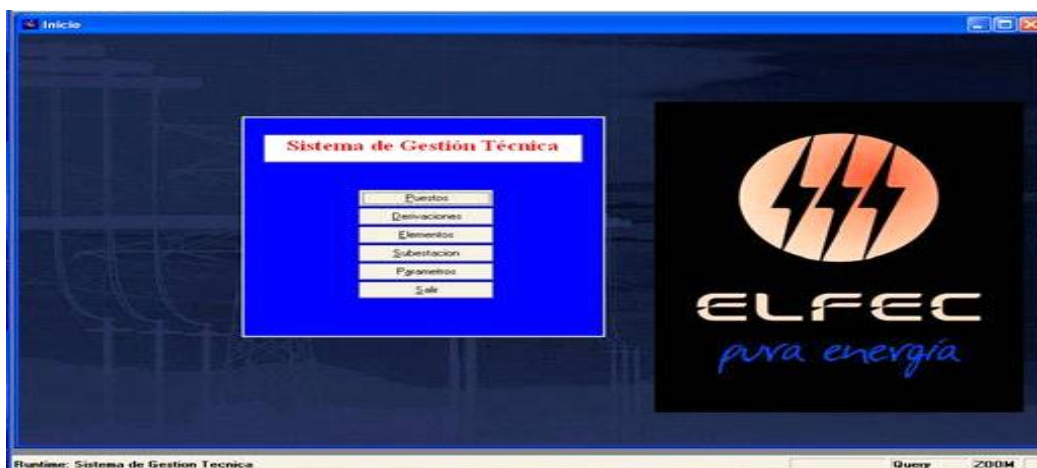 Inicio
Sistema de Gestión Técnica
Puestos
Derivaciones
Elementos
Subestacion
Parametros
Salir
ELFEC
pura energía
Runtime: Sistema de Gestion Tecnica
Query
ZOOM